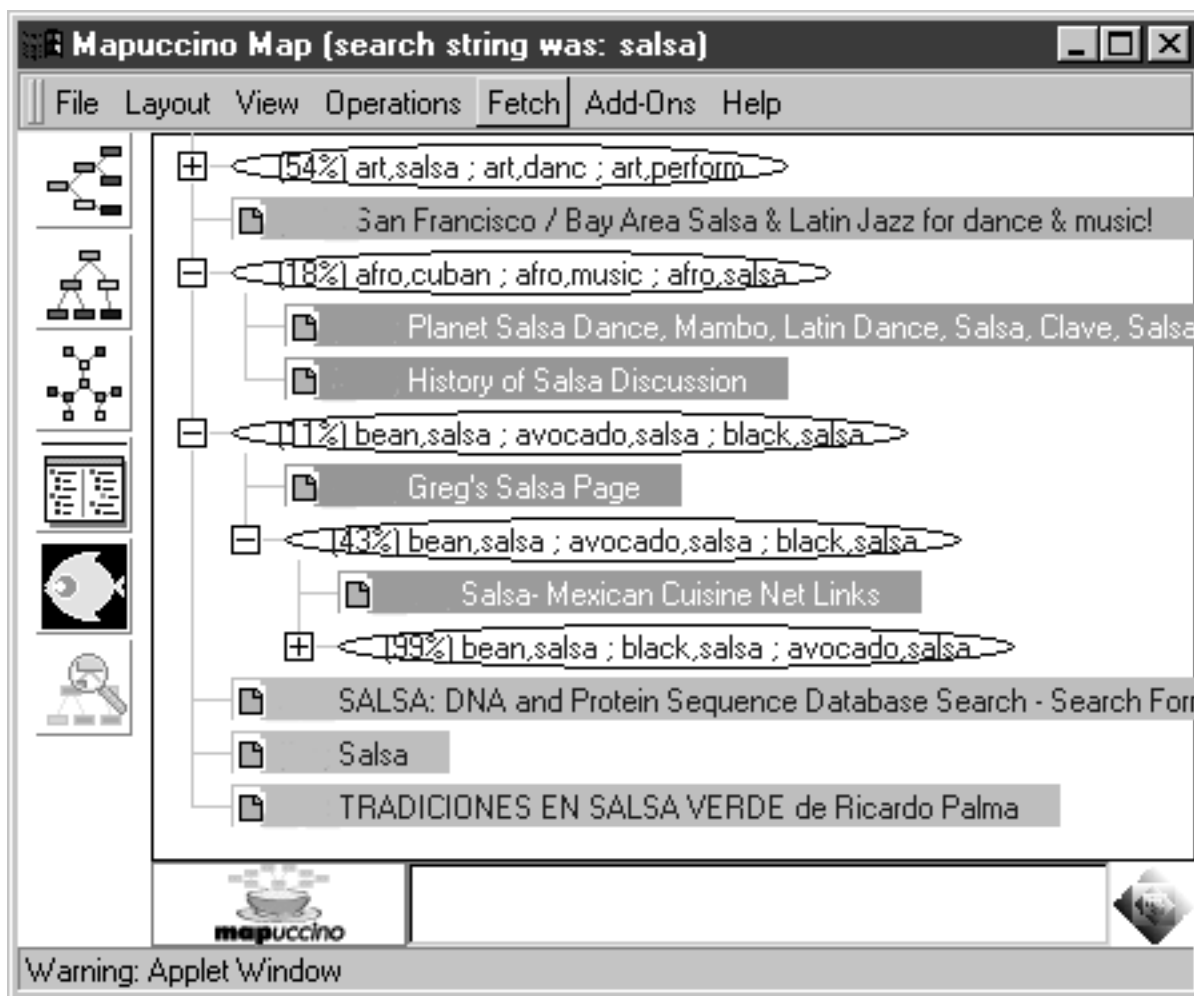 Mapuccino Map (search string was: salsa)
File Layout View Operations Fetch Add-Ons Help
(54%) art,salsa ; art,danc ; art,perform
San Francisco / Bay Area Salsa & Latin Jazz for dance & music!
(18%) afro,cuban ; afro,music ; afro,salsa
Planet Salsa Dance, Mambo, Latin Dance, Salsa, Clave, Salsa
History of Salsa Discussion
(11%) bean,salsa ; avocado,salsa ; black,salsa
Greg's Salsa Page
(43%) bean,salsa ; avocado,salsa ; black,salsa
Salsa- Mexican Cuisine Net Links
(99%) bean,salsa ; black,salsa ; avocado,salsa
SALSA: DNA and Protein Sequence Database Search - Search For
Salsa
TRADICIONES EN SALSA VERDE de Ricardo Palma
mapuccino
Warning: Applet Window